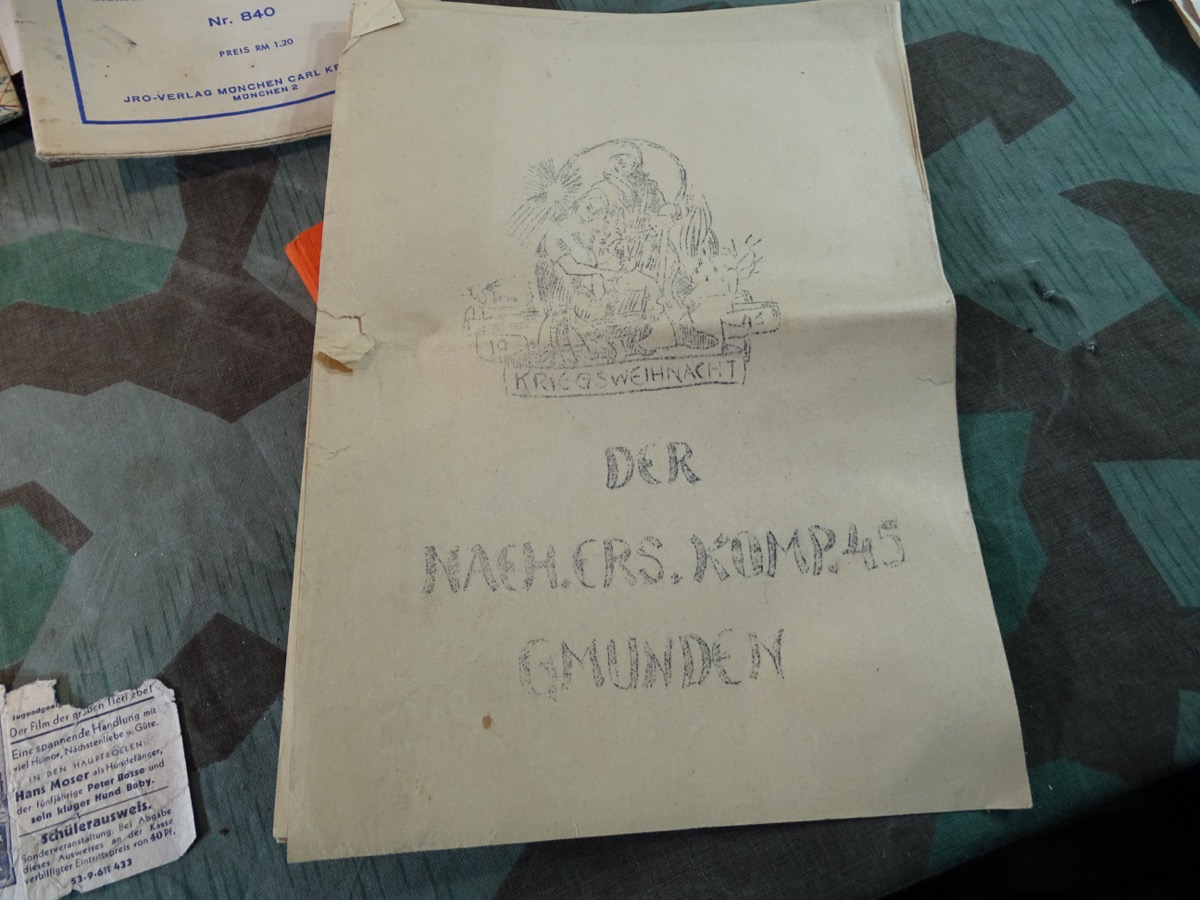 Nr. 840
PREIS RM 1.20
JRO-VERLAG MÜNCHEN CARL
MÜNCHEN 2
19
KRIEGSWEIHNACHT
DER
NACH.ERS.KOMP.45
GMUNDEN
Der Film der großen Tierliebe!
Eine spannende Handlung mit
viel Humor, Nächstenliebe u. Güte.
IN DEN HAUPTROLLEN:
Hans Moser als Hundefänger,
der fünfjährige Peter Bosse und
sein kluger Hund Boby.
Schülerausweis.
Sonderveranstaltung. Bei Abgabe
dieses Ausweises an der Kasse
verbilligter Eintrittspreis von 40 Pf.
53-9-611 433